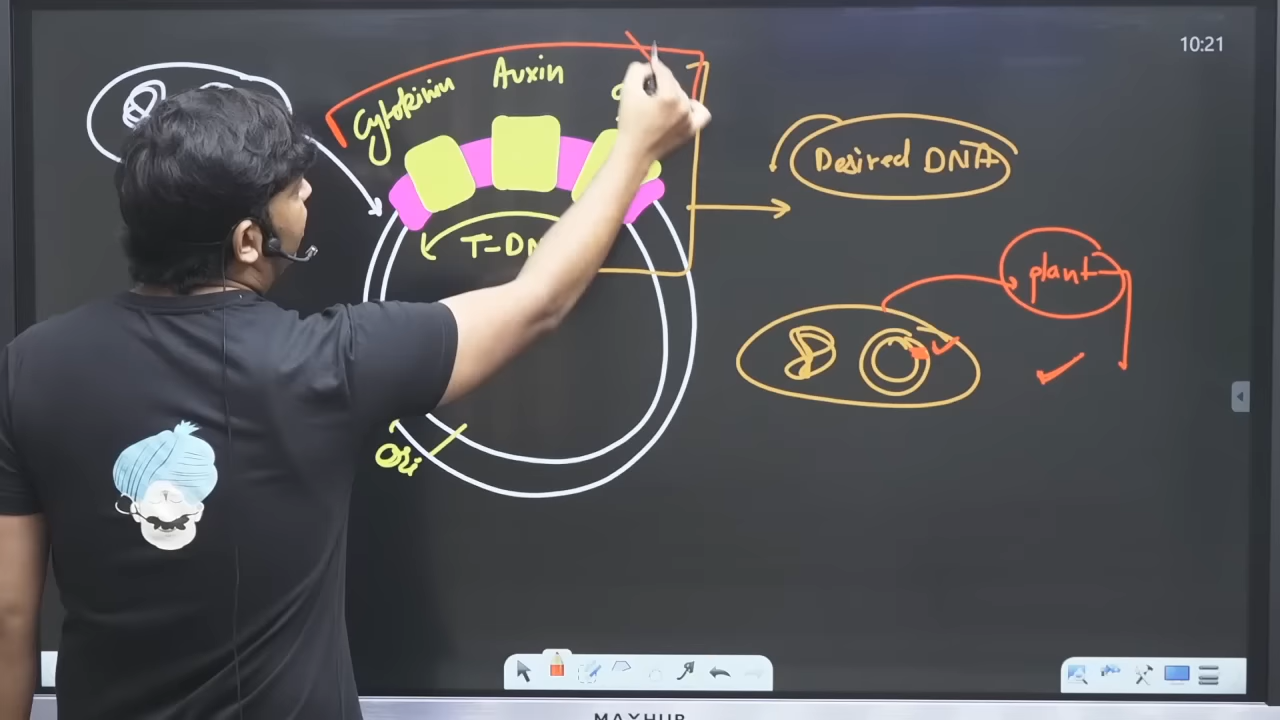 10:21
Cytokinin
Auxin
Desired DNA
T-DN
plant
Ori
MAXHUB